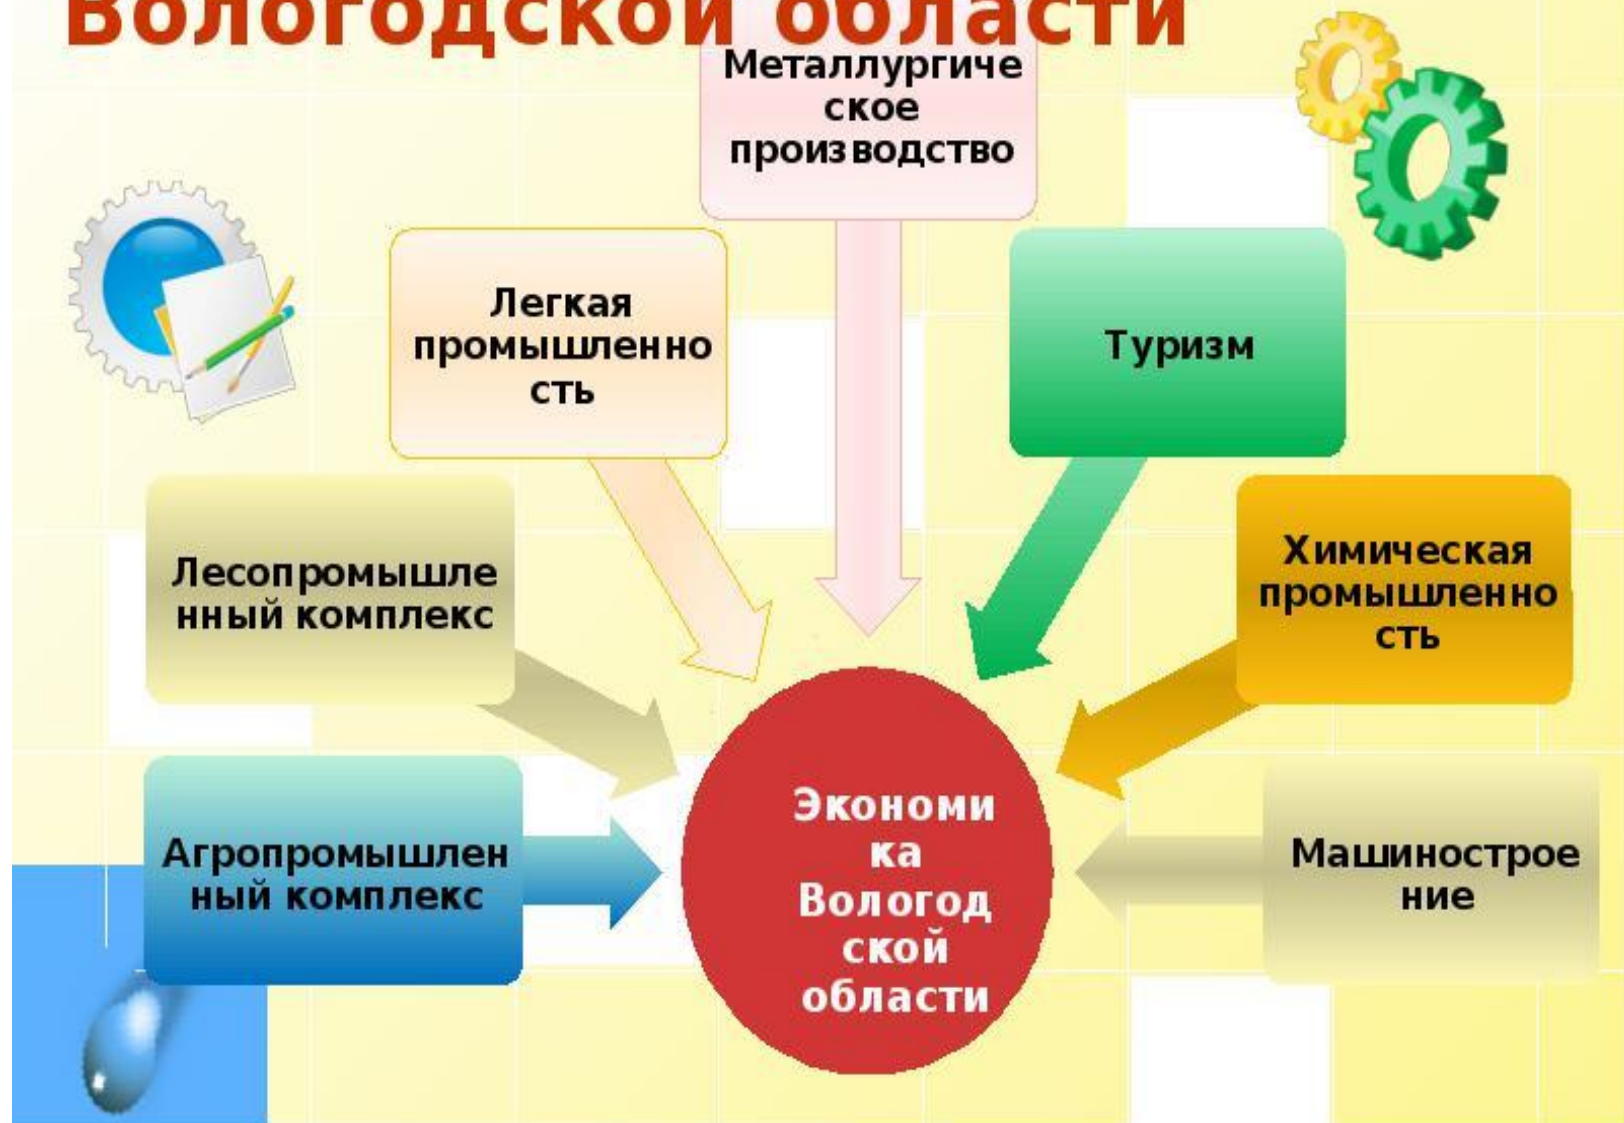 Вологодской области
Металлургиче
ское
производство
Легкая
промышленно
сть
Туризм
Лесопромышле
нный комплекс
Химическая
промышленно
сть
Агропромышлен
ный комплекс
Машинострое
ние
Экономи
ка
Вологод
ской
области